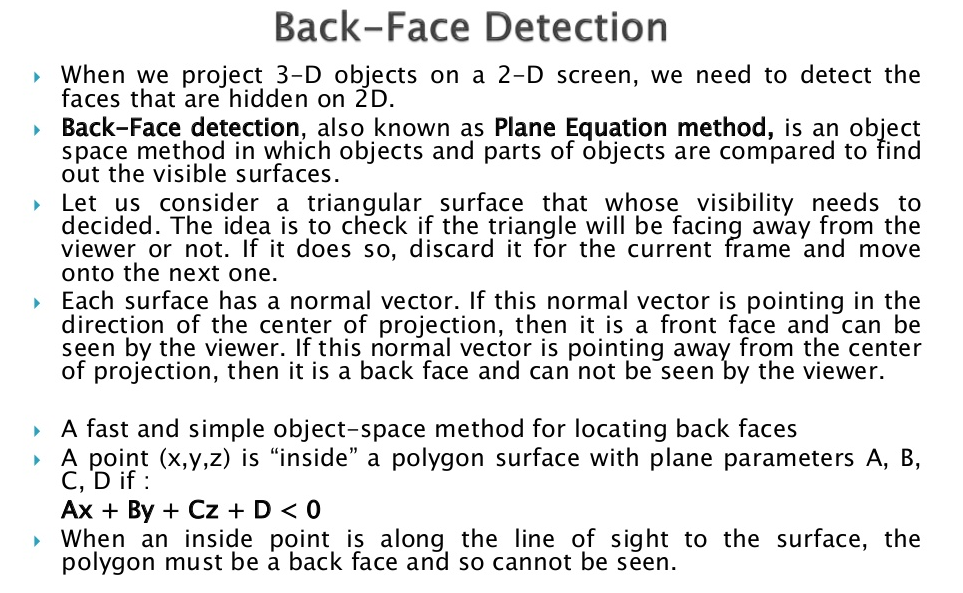 Back-Face Detection
When we project 3-D objects on a 2-D screen, we need to detect the
faces that are hidden on 2D.
Back-Face detection, also known as Plane Equation method, is an object
space method in which objects and parts of objects are compared to find
out the visible surfaces.
Let us consider a triangular surface that whose visibility needs to
decided. The idea is to check if the triangle will be facing away from the
viewer or not. If it does so, discard it for the current frame and move
onto the next one.
Each surface has a normal vector. If this normal vector is pointing in the
direction of the center of projection, then it is a front face and can be
seen by the viewer. If this normal vector is pointing away from the center
of projection, then it is a back face and can not be seen by the viewer.
A fast and simple object-space method for locating back faces
A point (x,y,z) is “inside” a polygon surface with plane parameters A, B,
C, D if :
Ax + By + Cz + D < 0
When an inside point is along the line of sight to the surface, the
polygon must be a back face and so cannot be seen.